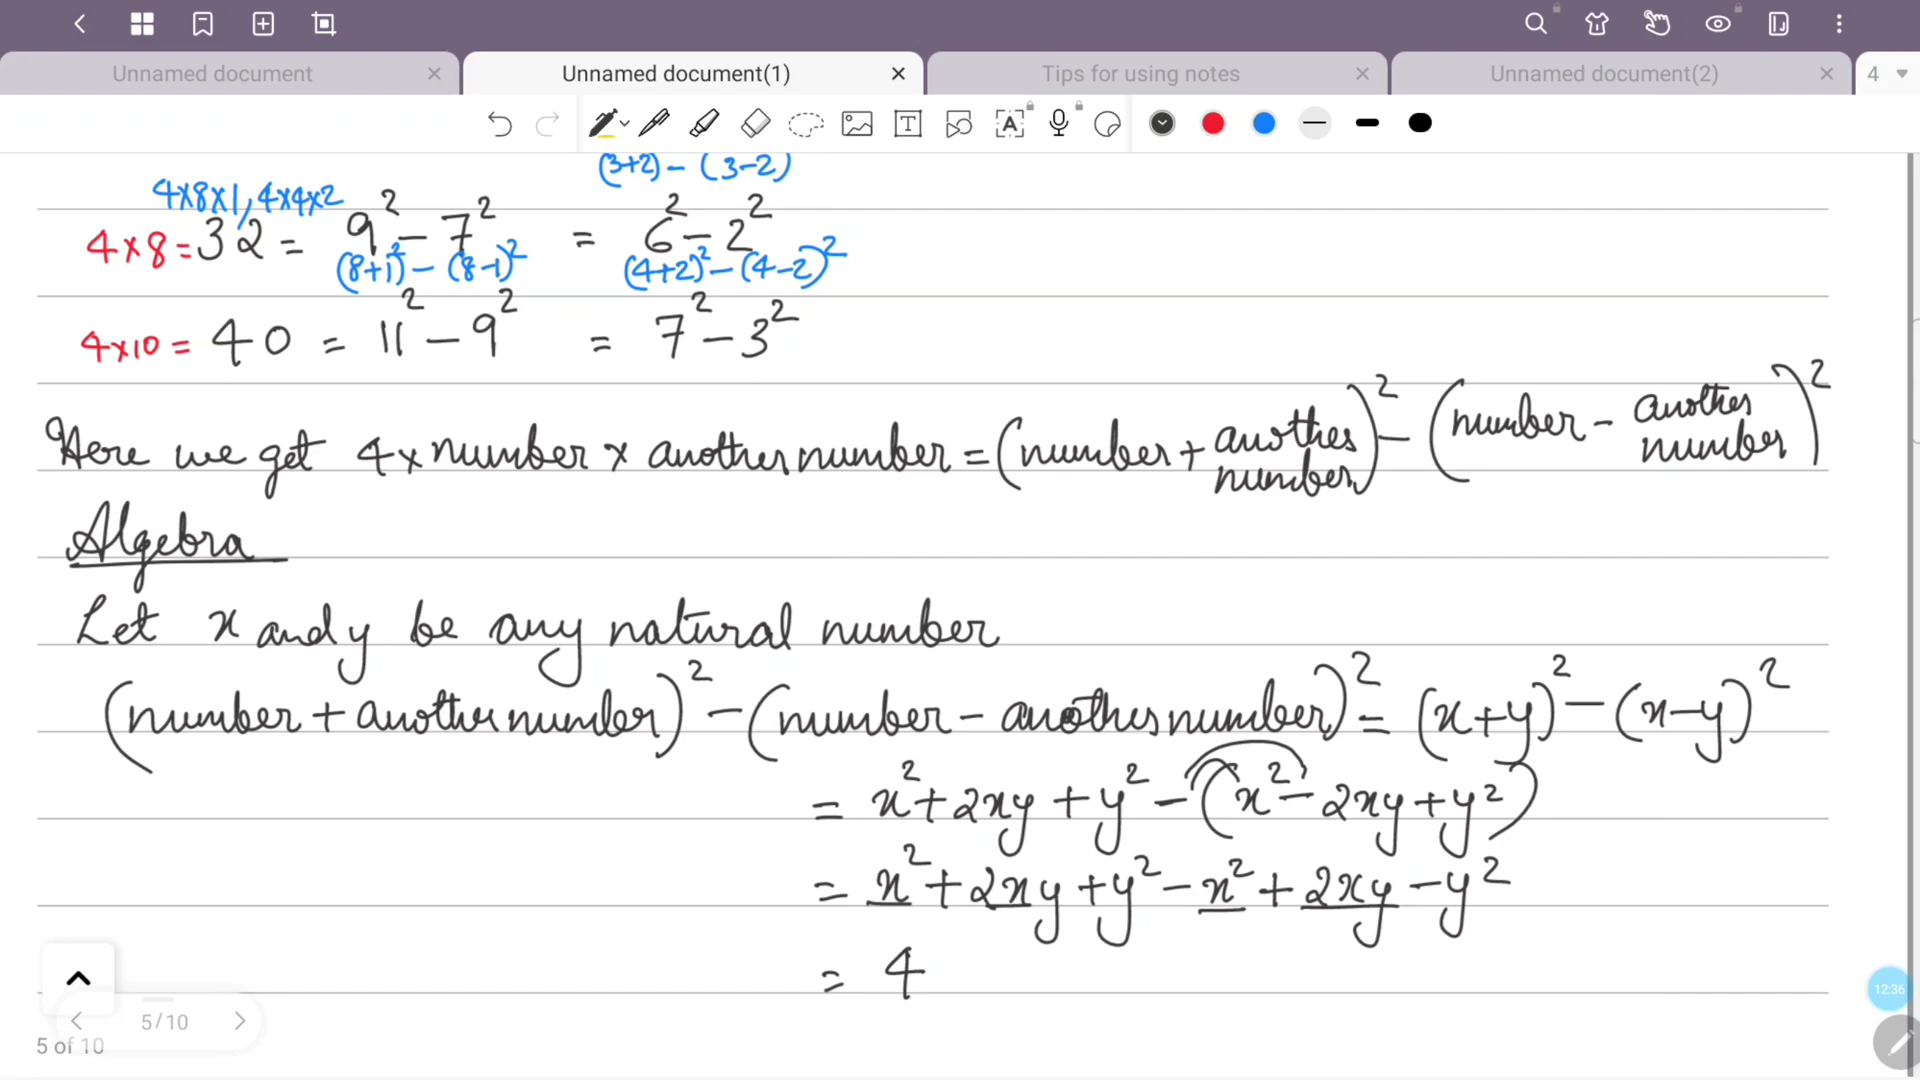 Unnamed document Unnamed document(1) Tips for using notes Unnamed document(2) 4
(3+2) - (3-2)
4×8×1, 4×4×2
4×8 = 32 = 9² - 7² = 6² - 2²
(8+1)² - (8-1)² (4+2)² - (4-2)²
4×10 = 40 = 11² - 9² = 7² - 3²
Here we get 4 × number × another number = (number + another number)² - (number - another number)²
Algebra
Let x and y be any natural number
(number + another number)² - (number - another number)² = (x+y)² - (x-y)²
= x² + 2xy + y² - (x² - 2xy + y²)
= x² + 2xy + y² - x² + 2xy - y²
= 4
12:36
5/10
5 of 10